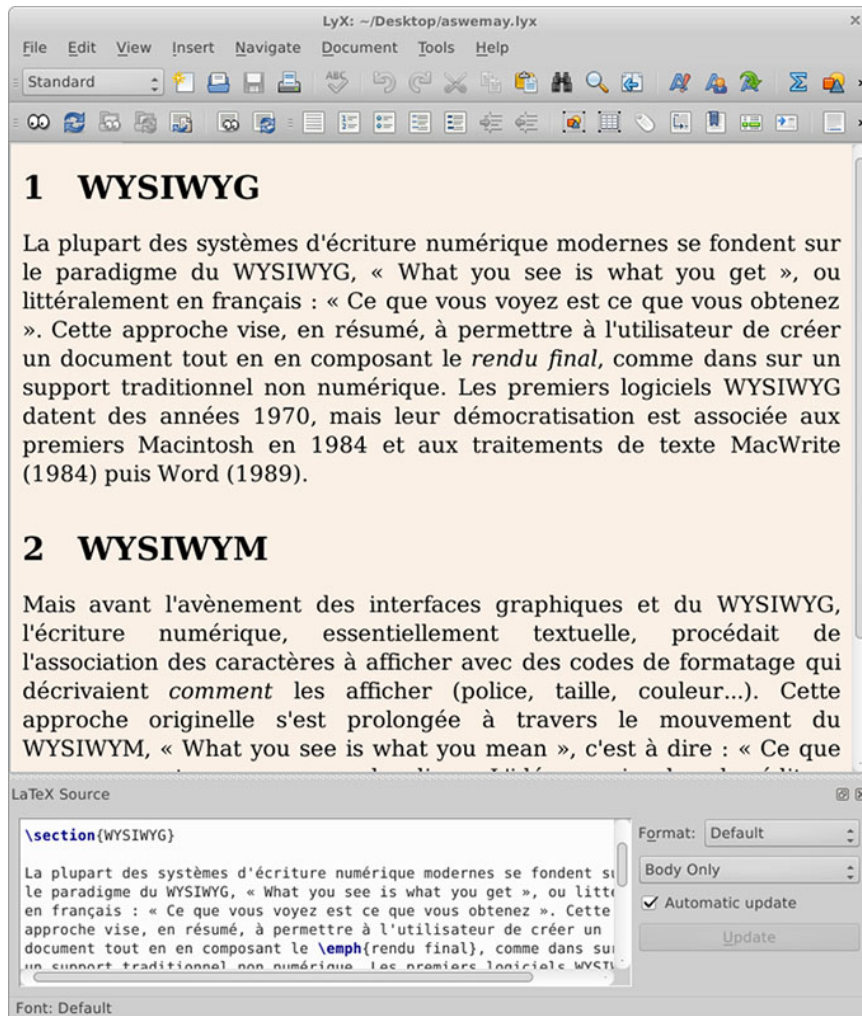 LyX: ~/Desktop/aswemay.lyx
File Edit View Insert Navigate Document Tools Help
Standard
1 WYSIWYG
La plupart des systèmes d'écriture numérique modernes se fondent sur
le paradigme du WYSIWYG, « What you see is what you get », ou
littéralement en français : « Ce que vous voyez est ce que vous obtenez
». Cette approche vise, en résumé, à permettre à l'utilisateur de créer
un document tout en en composant le rendu final, comme dans sur un
support traditionnel non numérique. Les premiers logiciels WYSIWYG
datent des années 1970, mais leur démocratisation est associée aux
premiers Macintosh en 1984 et aux traitements de texte MacWrite
(1984) puis Word (1989).
2 WYSIWYM
Mais avant l'avènement des interfaces graphiques et du WYSIWYG,
l'écriture numérique, essentiellement textuelle, procédait de
l'association des caractères à afficher avec des codes de formatage qui
décrivaient comment les afficher (police, taille, couleur...). Cette
approche originelle s'est prolongée à travers le mouvement du
WYSIWYM, « What you see is what you mean », c'est à dire : « Ce que
LaTeX Source
\section{WYSIWYG}
La plupart des systèmes d'écriture numérique modernes se fondent su
le paradigme du WYSIWYG, « What you see is what you get », ou litté
en français : « Ce que vous voyez est ce que vous obtenez ». Cette
approche vise, en résumé, à permettre à l'utilisateur de créer un
document tout en en composant le \emph{rendu final}, comme dans sur
un support traditionnel non numérique. Les premiers logiciels WYSIW
Format: Default
Body Only
Automatic update
Update
Font: Default